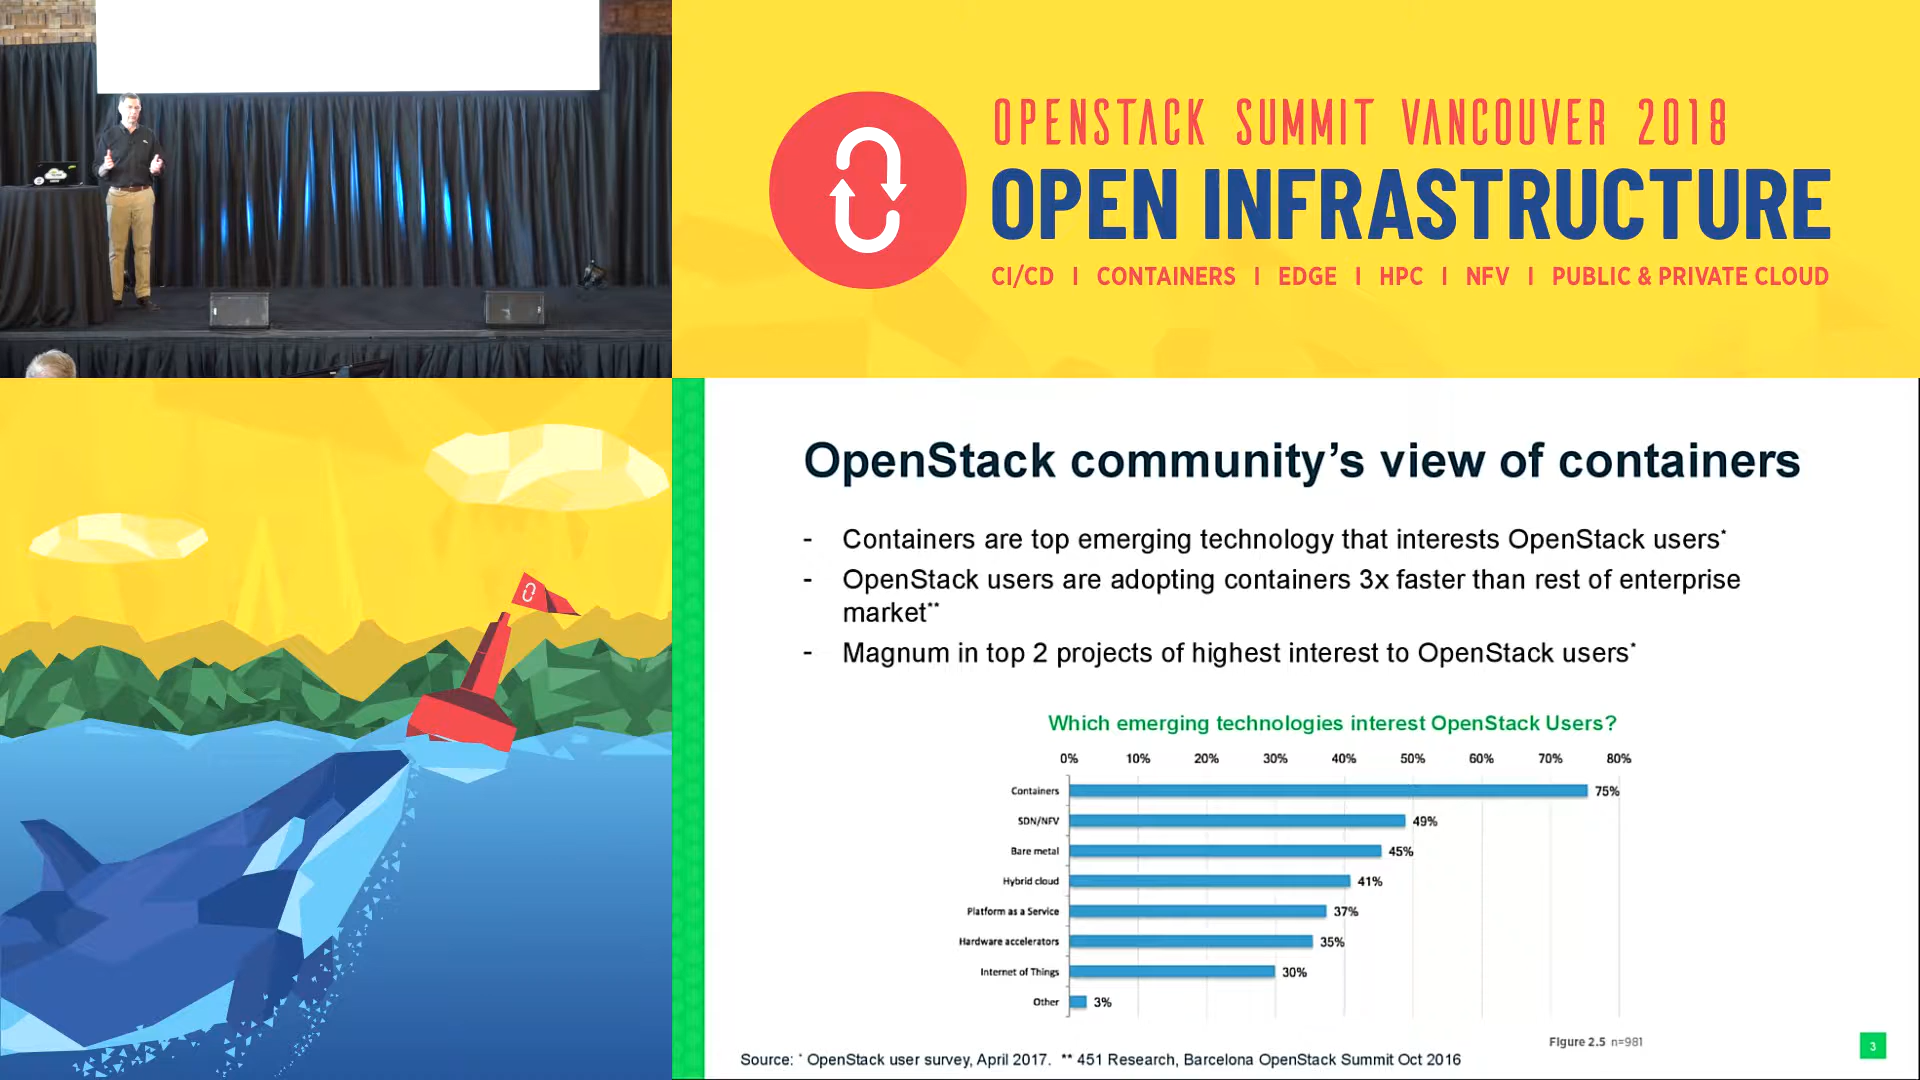 OPENSTACK SUMMIT VANCOUVER 2018
OPEN INFRASTRUCTURE
CI/CD | CONTAINERS | EDGE | HPC | NFV | PUBLIC & PRIVATE CLOUD
OpenStack community’s view of containers
- Containers are top emerging technology that interests OpenStack users*
- OpenStack users are adopting containers 3x faster than rest of enterprise
market**
- Magnum in top 2 projects of highest interest to OpenStack users*
Which emerging technologies interest OpenStack Users?
0% 10% 20% 30% 40% 50% 60% 70% 80%
Containers 75%
SDN/NFV 49%
Bare metal 45%
Hybrid cloud 41%
Platform as a Service 37%
Hardware accelerators 35%
Internet of Things 30%
Other 3%
Figure 2.5 n=981
Source: * OpenStack user survey, April 2017. ** 451 Research, Barcelona OpenStack Summit Oct 2016
3